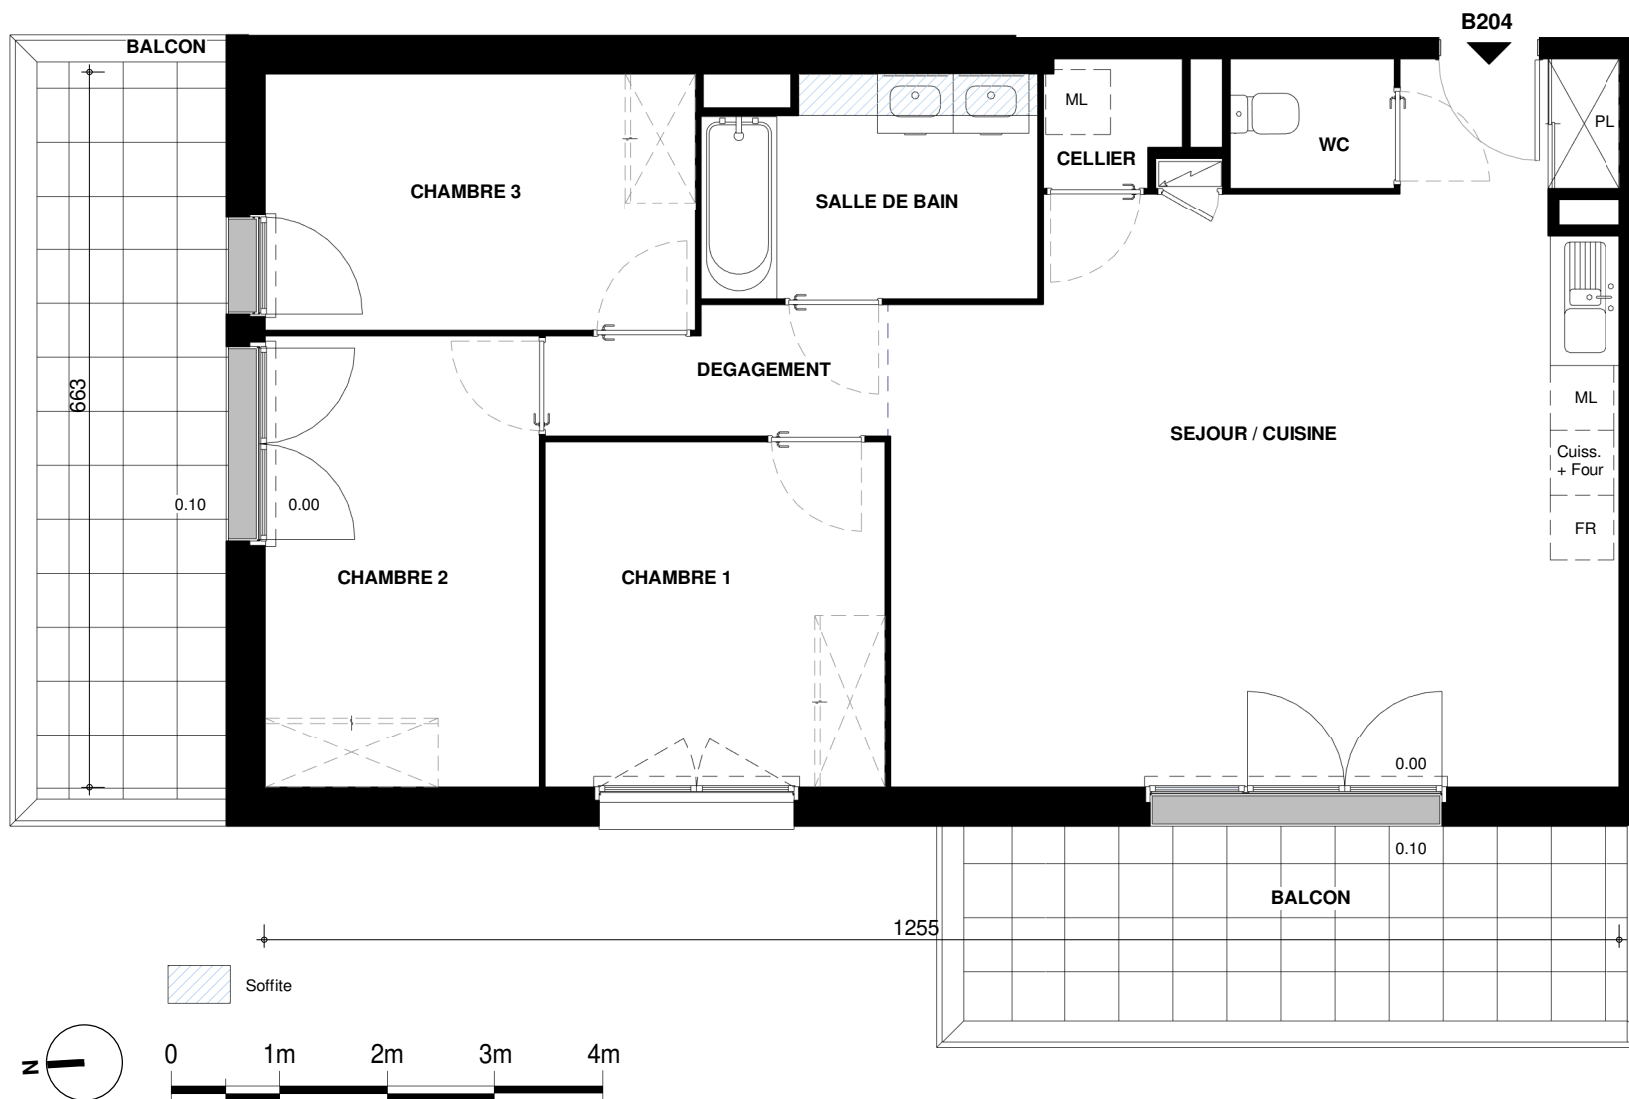 B204
BALCON
ML
PL
WC
CELLIER
CHAMBRE 3
SALLE DE BAIN
DEGAGEMENT
663
ML
SEJOUR / CUISINE
Cuiss.
+ Four
0.10
0.00
FR
CHAMBRE 2
CHAMBRE 1
0.00
0.10
BALCON
1255
Soffite
N
0 1m 2m 3m 4m